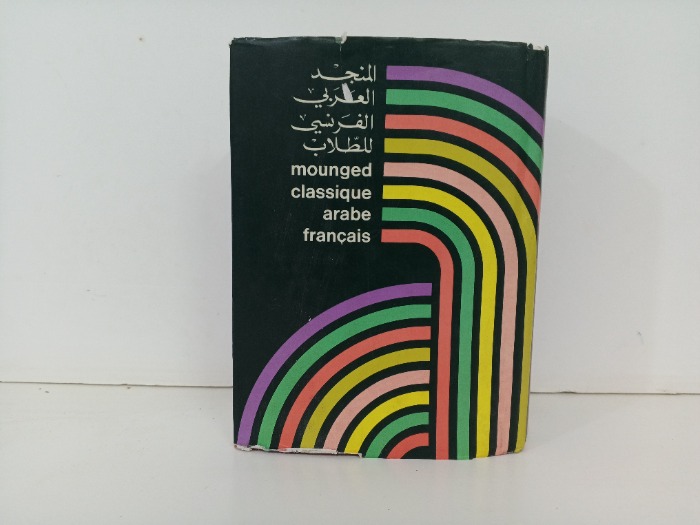 المنجد
العربي
الفرنسي
للطلاب
mounged
classique
arabe
français